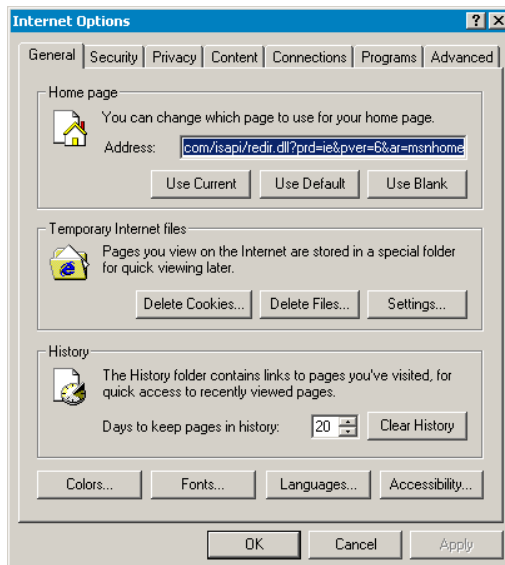 Internet Options
General Security Privacy Content Connections Programs Advanced
Home page
You can change which page to use for your home page.
Address: com/isapi/redir.dll?prd=ie&pver=6&ar=msnhome
Use Current Use Default Use Blank
Temporary Internet files
Pages you view on the Internet are stored in a special folder
for quick viewing later.
Delete Cookies... Delete Files... Settings...
History
The History folder contains links to pages you've visited, for
quick access to recently viewed pages.
Days to keep pages in history: 20 Clear History
Colors... Fonts... Languages... Accessibility...
OK Cancel Apply